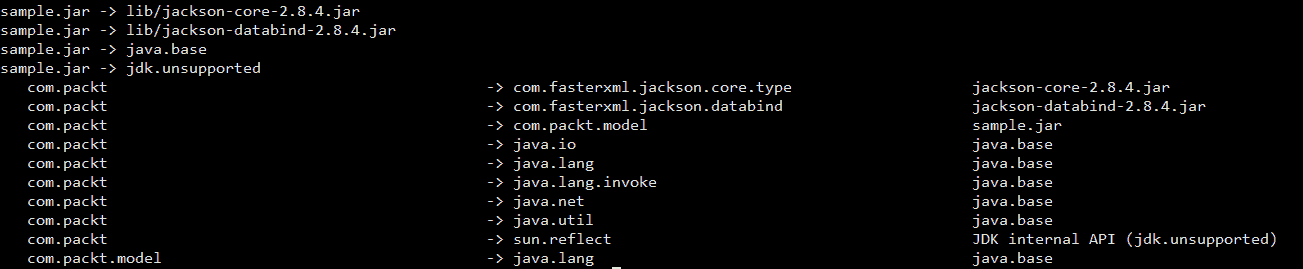 sample.jar -> lib/jackson-core-2.8.4.jar
sample.jar -> lib/jackson-databind-2.8.4.jar
sample.jar -> java.base
sample.jar -> jdk.unsupported
   com.packt                                          -> com.fasterxml.jackson.core.type                    jackson-core-2.8.4.jar
   com.packt                                          -> com.fasterxml.jackson.databind                     jackson-databind-2.8.4.jar
   com.packt                                          -> com.packt.model                                    sample.jar
   com.packt                                          -> java.io                                            java.base
   com.packt                                          -> java.lang                                          java.base
   com.packt                                          -> java.lang.invoke                                   java.base
   com.packt                                          -> java.net                                           java.base
   com.packt                                          -> java.util                                          java.base
   com.packt                                          -> sun.reflect                                        JDK internal API (jdk.unsupported)
   com.packt.model                                    -> java.lang                                          java.base